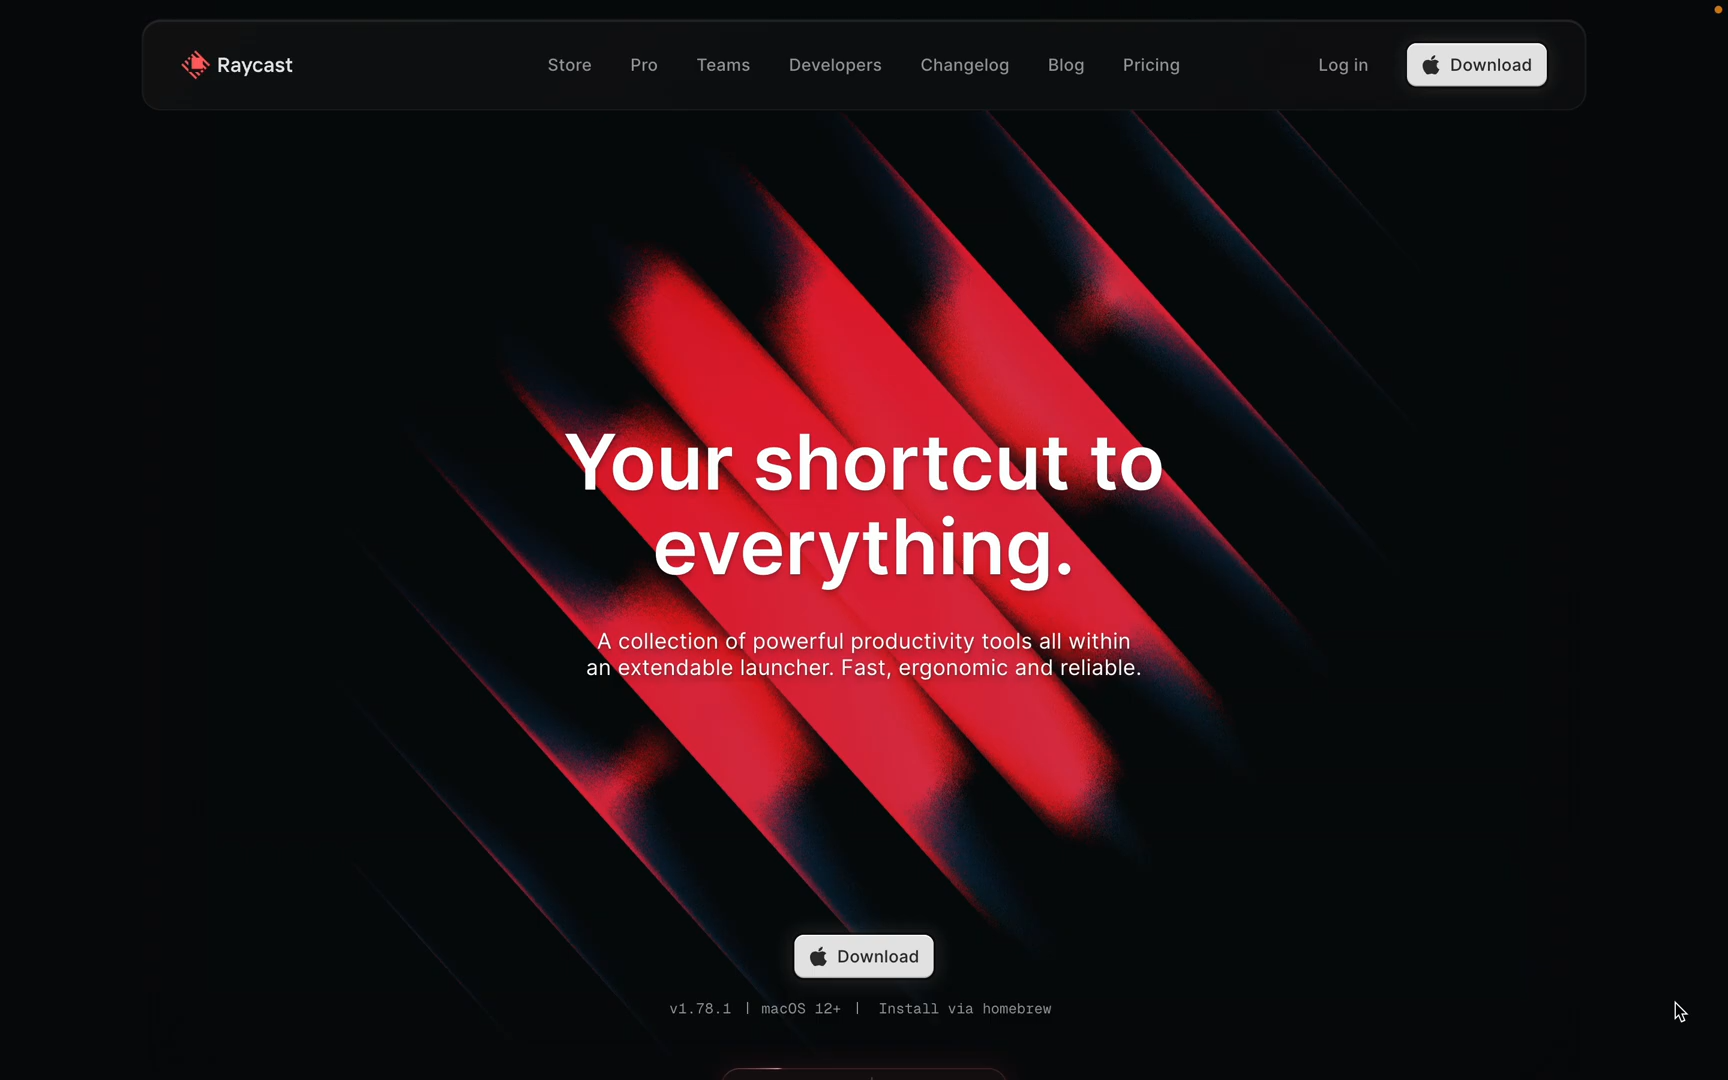 Raycast
Store
Pro
Teams
Developers
Changelog
Blog
Pricing
Log in
Download
Your shortcut to
everything.
A collection of powerful productivity tools all within
an extendable launcher. Fast, ergonomic and reliable.
Download
v1.78.1 | macOS 12+ | Install via homebrew